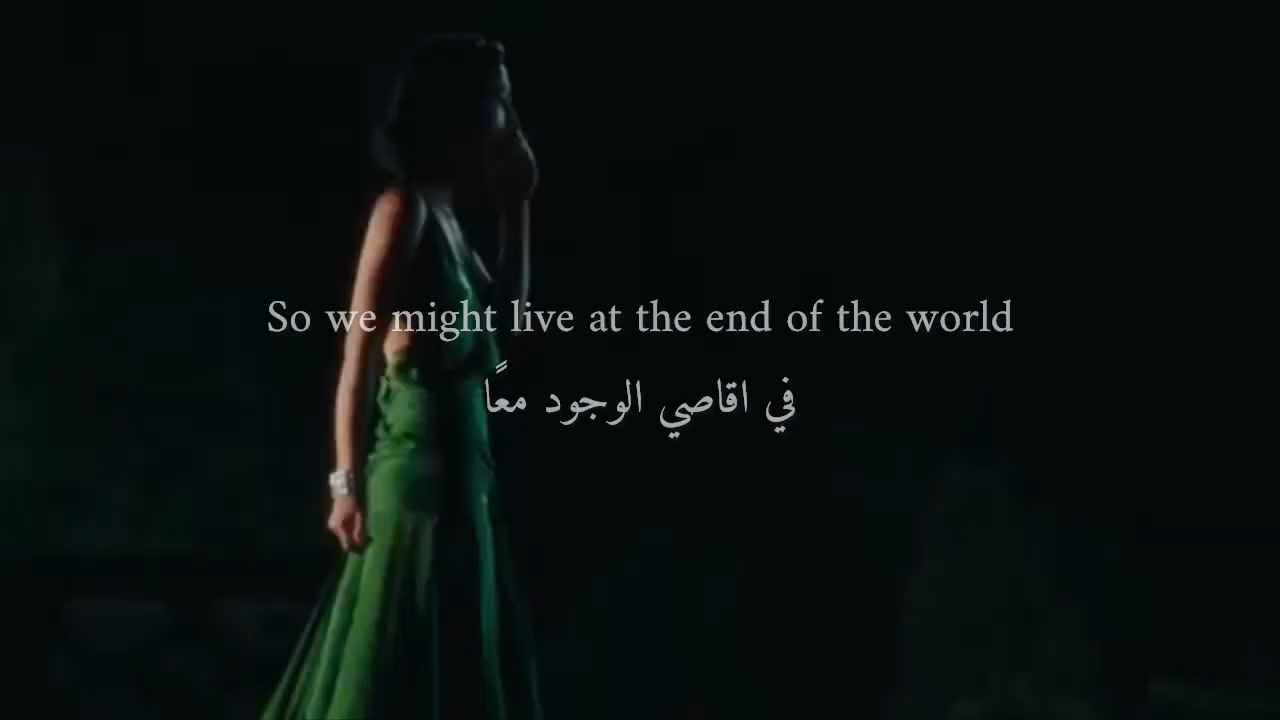 So we might live at the end of the world
في اقاصي الوجود معًا